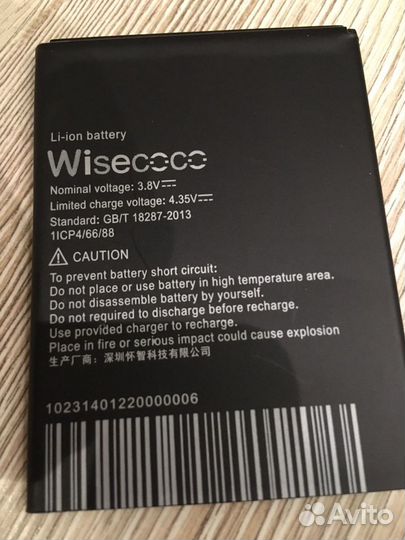 Li-ion battery
Wisecoco
Nominal voltage: 3.8V⎓
Limited charge voltage: 4.35V⎓
Standard: GB/T 18287-2013
1ICP4/66/88
⚠ CAUTION
To prevent battery short circuit:
Do not place or use battery in high temperature area.
Do not disassemble battery by yourself.
Do not required to discharge before recharge.
Use provided charger to recharge.
Place in fire or serious impact could cause explosion
生产厂商：深圳怀智科技有限公司
10231401220000006
Avito